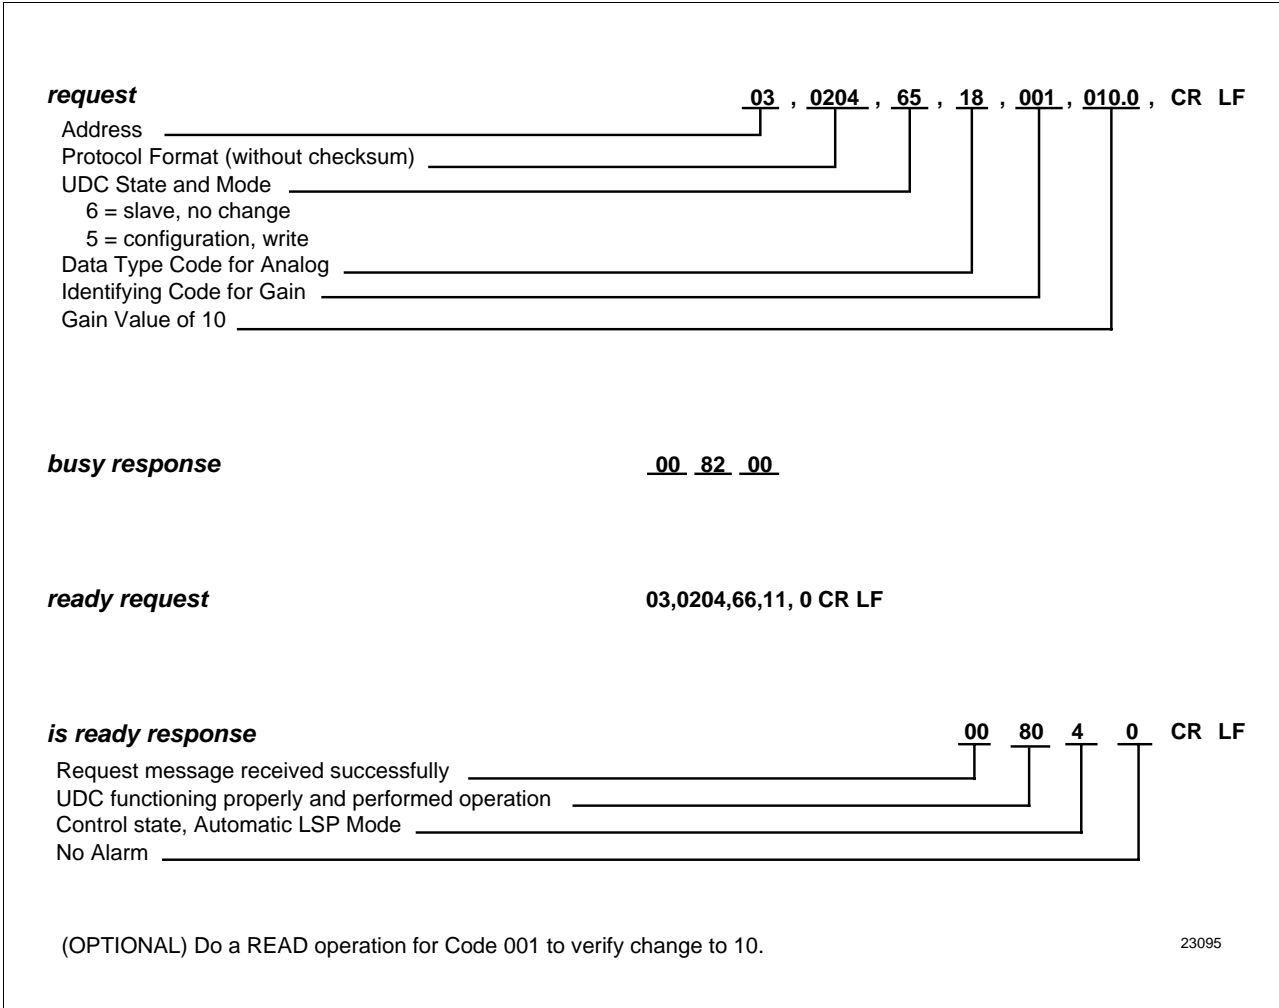 request 03 , 0204 , 65 , 18 , 001 , 010.0 , CR LF
Address
Protocol Format (without checksum)
UDC State and Mode
6 = slave, no change
5 = configuration, write
Data Type Code for Analog
Identifying Code for Gain
Gain Value of 10
busy response 00 82 00
ready request 03,0204,66,11, 0 CR LF
is ready response 00 80 4 0 CR LF
Request message received successfully
UDC functioning properly and performed operation
Control state, Automatic LSP Mode
No Alarm
(OPTIONAL) Do a READ operation for Code 001 to verify change to 10. 23095